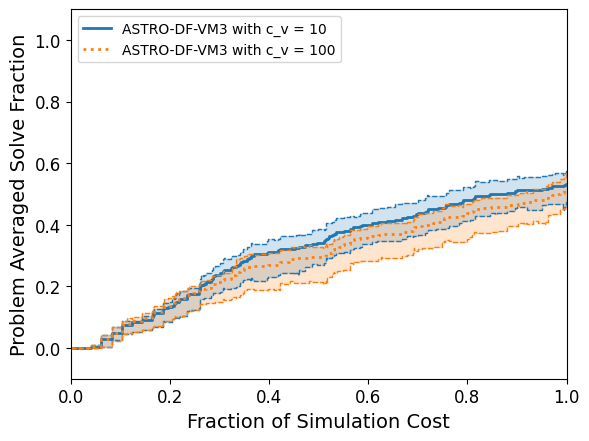 ASTRO-DF-VM3 with c_v = 10
ASTRO-DF-VM3 with c_v = 100
Problem Averaged Solve Fraction
1.0
0.8
0.6
0.4
0.2
0.0
0.0 0.2 0.4 0.6 0.8 1.0
Fraction of Simulation Cost